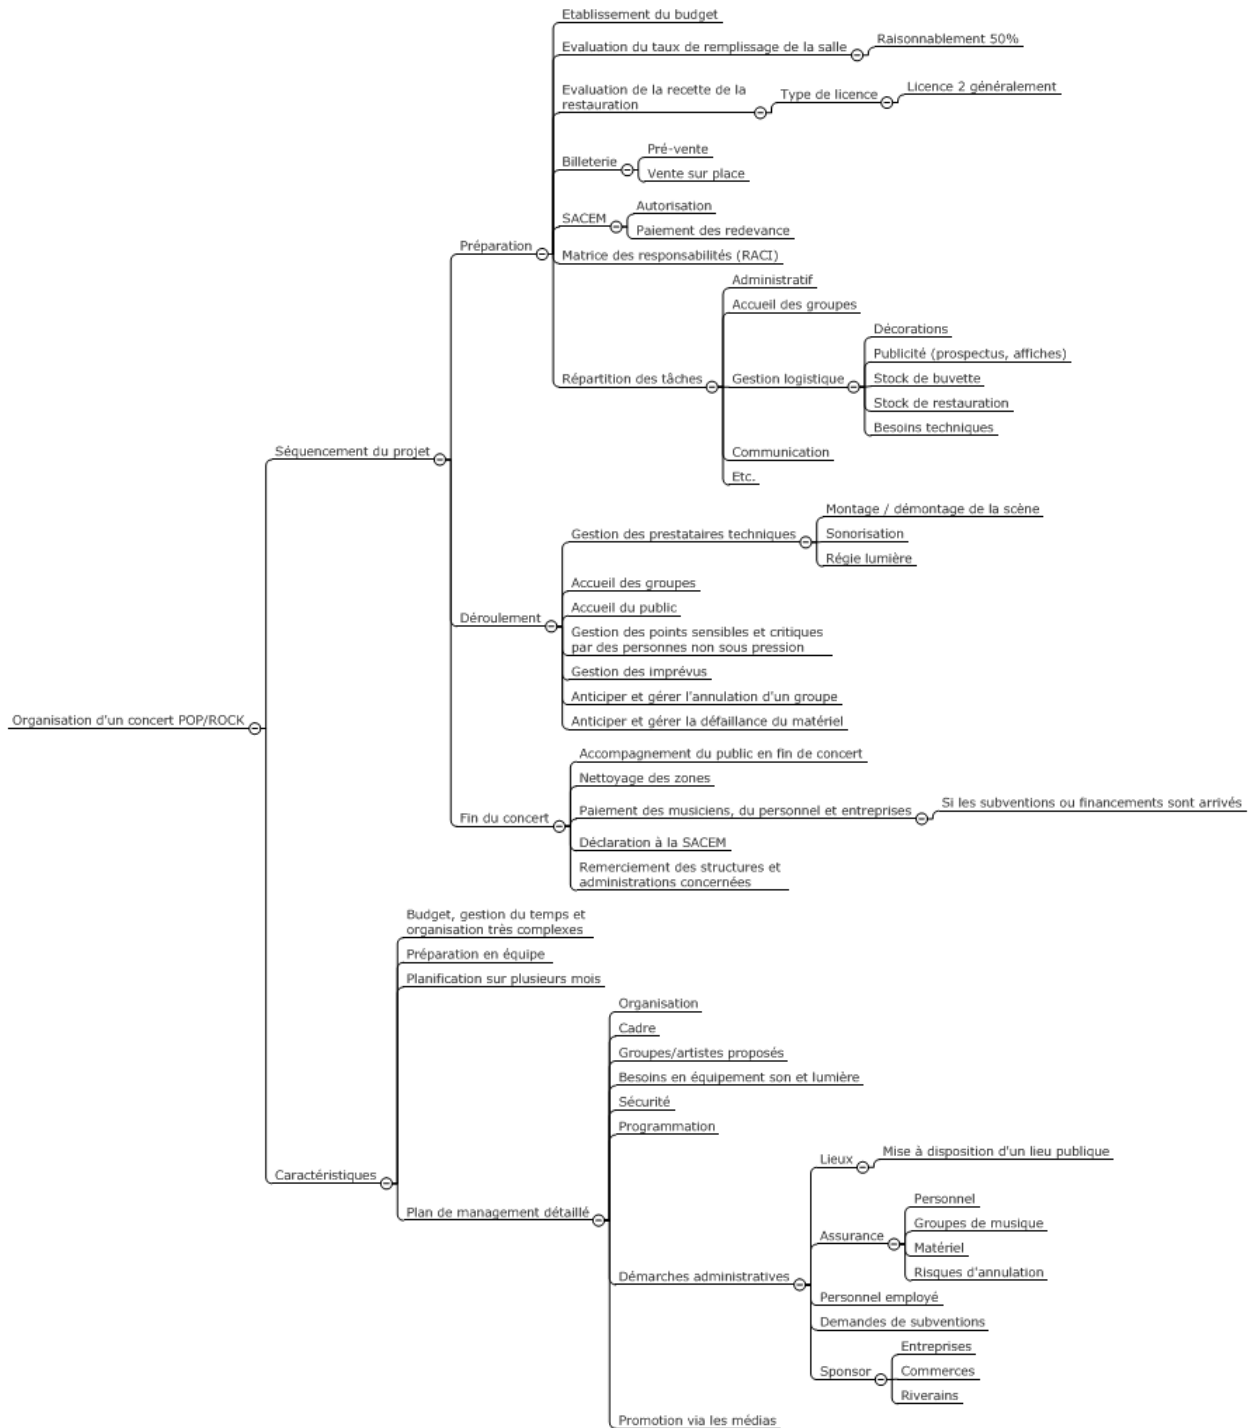 Etablissement du budget
Evaluation du taux de remplissage de la salle
Raisonnablement 50%
Evaluation de la recette de la
restauration
Type de licence
Licence 2 généralement
Billeterie
Pré-vente
Vente sur place
SACEM
Autorisation
Paiement des redevance
Préparation
Matrice des responsabilités (RACI)
Répartition des tâches
Administratif
Accueil des groupes
Gestion logistique
Décorations
Publicité (prospectus, affiches)
Stock de buvette
Stock de restauration
Besoins techniques
Communication
Etc.
Séquencement du projet
Déroulement
Gestion des prestataires techniques
Montage / démontage de la scène
Sonorisation
Régie lumière
Accueil des groupes
Accueil du public
Gestion des points sensibles et critiques
par des personnes non sous pression
Gestion des imprévus
Anticiper et gérer l'annulation d'un groupe
Anticiper et gérer la défaillance du matériel
Organisation d'un concert POP/ROCK
Fin du concert
Accompagnement du public en fin de concert
Nettoyage des zones
Paiement des musiciens, du personnel et entreprises
Si les subventions ou financements sont arrivés
Déclaration à la SACEM
Remerciement des structures et
administrations concernées
Caractéristiques
Budget, gestion du temps et
organisation très complexes
Préparation en équipe
Planification sur plusieurs mois
Plan de management détaillé
Organisation
Cadre
Groupes/artistes proposés
Besoins en équipement son et lumière
Sécurité
Programmation
Démarches administratives
Lieux
Mise à disposition d'un lieu publique
Assurance
Personnel
Groupes de musique
Matériel
Risques d'annulation
Personnel employé
Demandes de subventions
Sponsor
Entreprises
Commerces
Riverains
Promotion via les médias